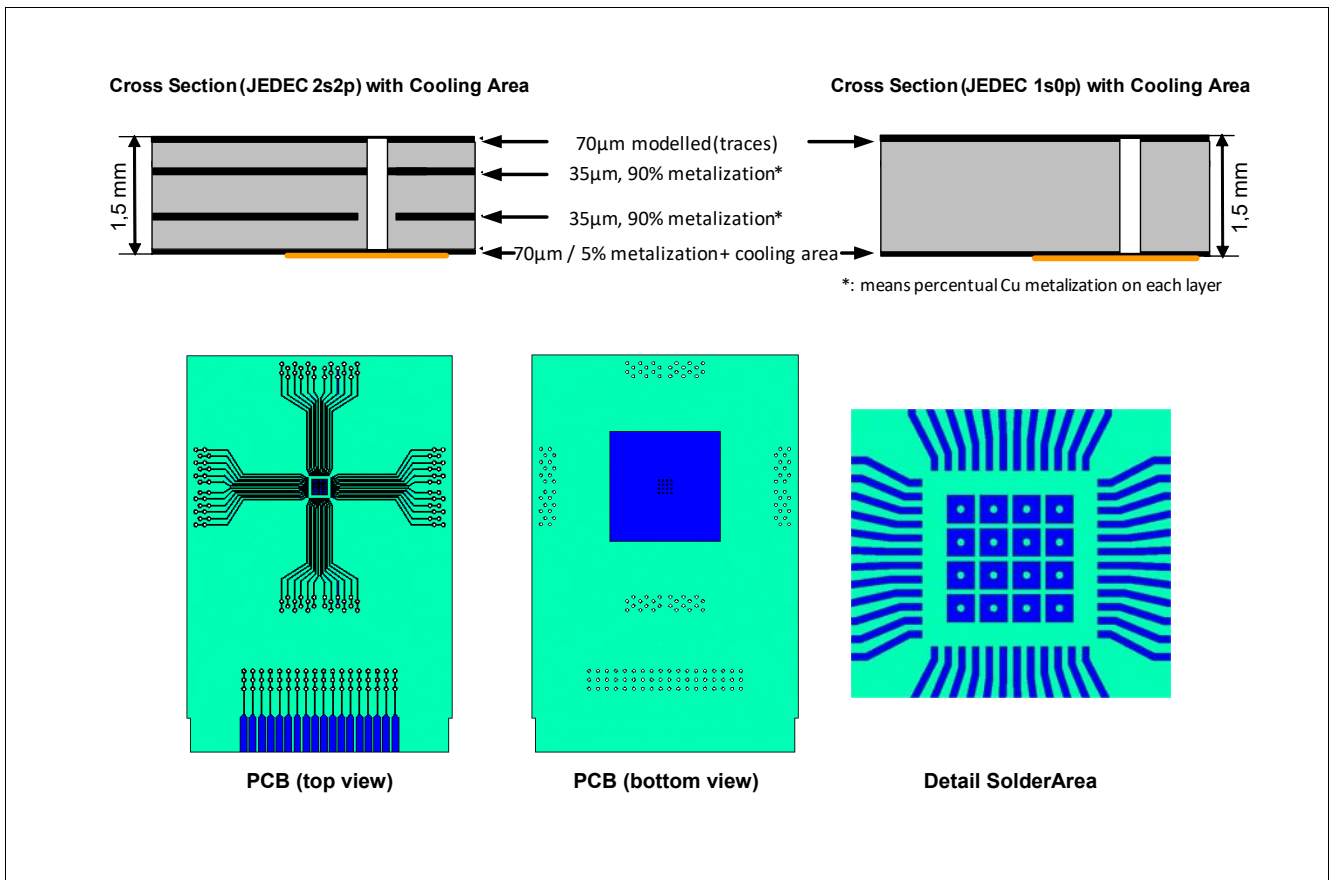 Cross Section (JEDEC 2s2p) with Cooling Area
Cross Section (JEDEC 1s0p) with Cooling Area
1,5 mm
70µm modelled (traces)
35µm, 90% metalization*
35µm, 90% metalization*
70µm / 5% metalization + cooling area
1,5 mm
*: means percentual Cu metalization on each layer
PCB (top view)
PCB (bottom view)
Detail SolderArea